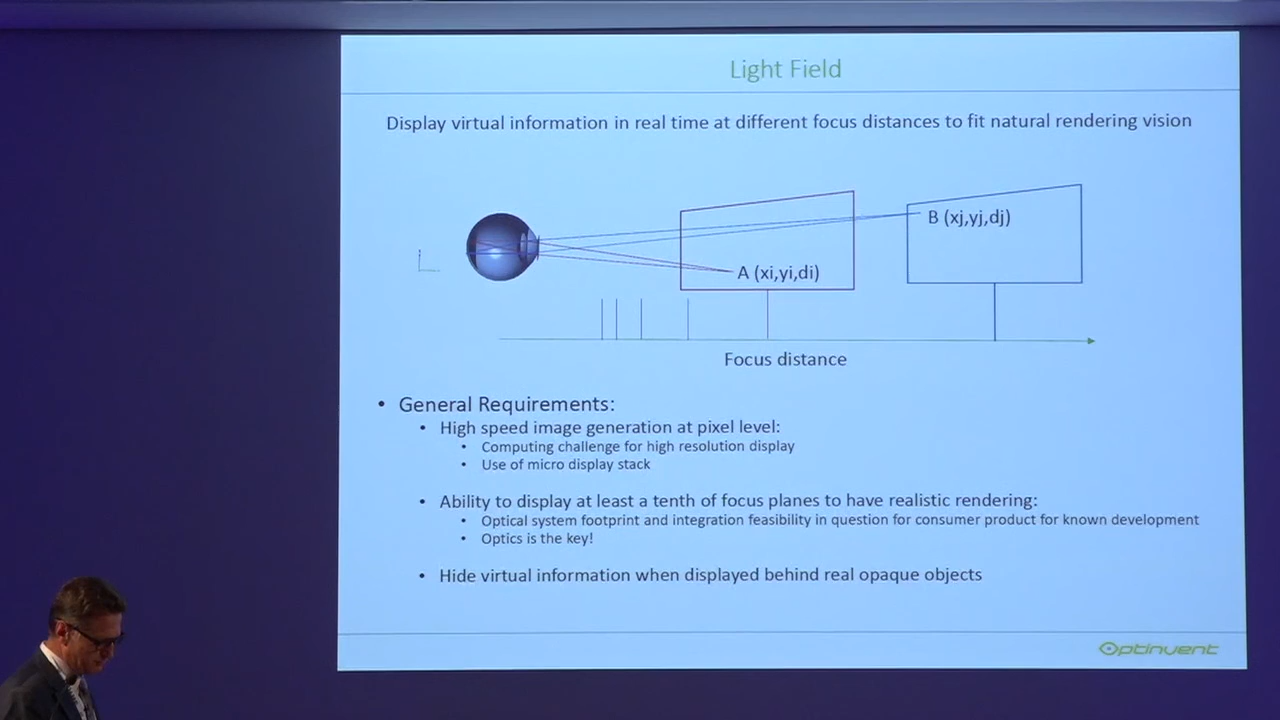 Light Field
Display virtual information in real time at different focus distances to fit natural rendering vision
B (xj,yj,dj)
A (xi,yi,di)
Focus distance
• General Requirements:
• High speed image generation at pixel level:
• Computing challenge for high resolution display
• Use of micro display stack
• Ability to display at least a tenth of focus planes to have realistic rendering:
• Optical system footprint and integration feasibility in question for consumer product for known development
• Optics is the key!
• Hide virtual information when displayed behind real opaque objects
Optinvent